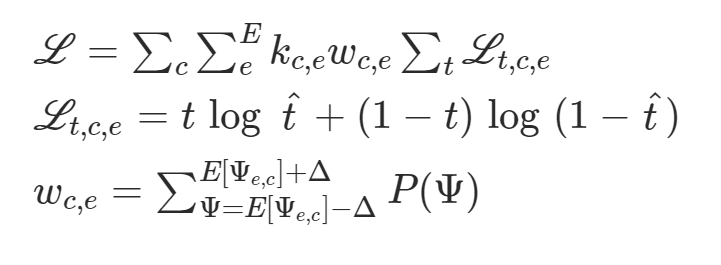 ℒ = ∑_c ∑_e^E k_{c,e} w_{c,e} ∑_t ℒ_{t,c,e}
ℒ_{t,c,e} = t log t̂ + (1 − t) log (1 − t̂)
w_{c,e} = ∑_{Ψ=E[Ψ_{e,c}]−Δ}^{E[Ψ_{e,c}]+Δ} P(Ψ)